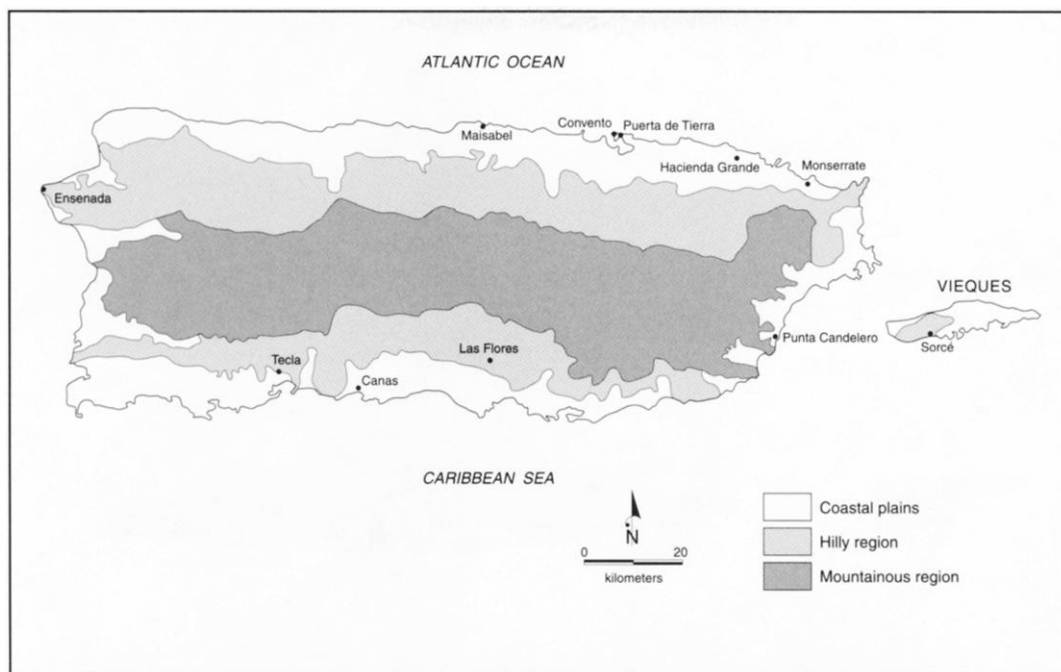 ATLANTIC OCEAN
Convento
Puerta de Tierra
Maisabel
Hacienda Grande
Monserrate
Ensenada
VIEQUES
Punta Candelero
Sorcé
Las Flores
Tecla
Canas
CARIBBEAN SEA
N
0 20
kilometers
Coastal plains
Hilly region
Mountainous region